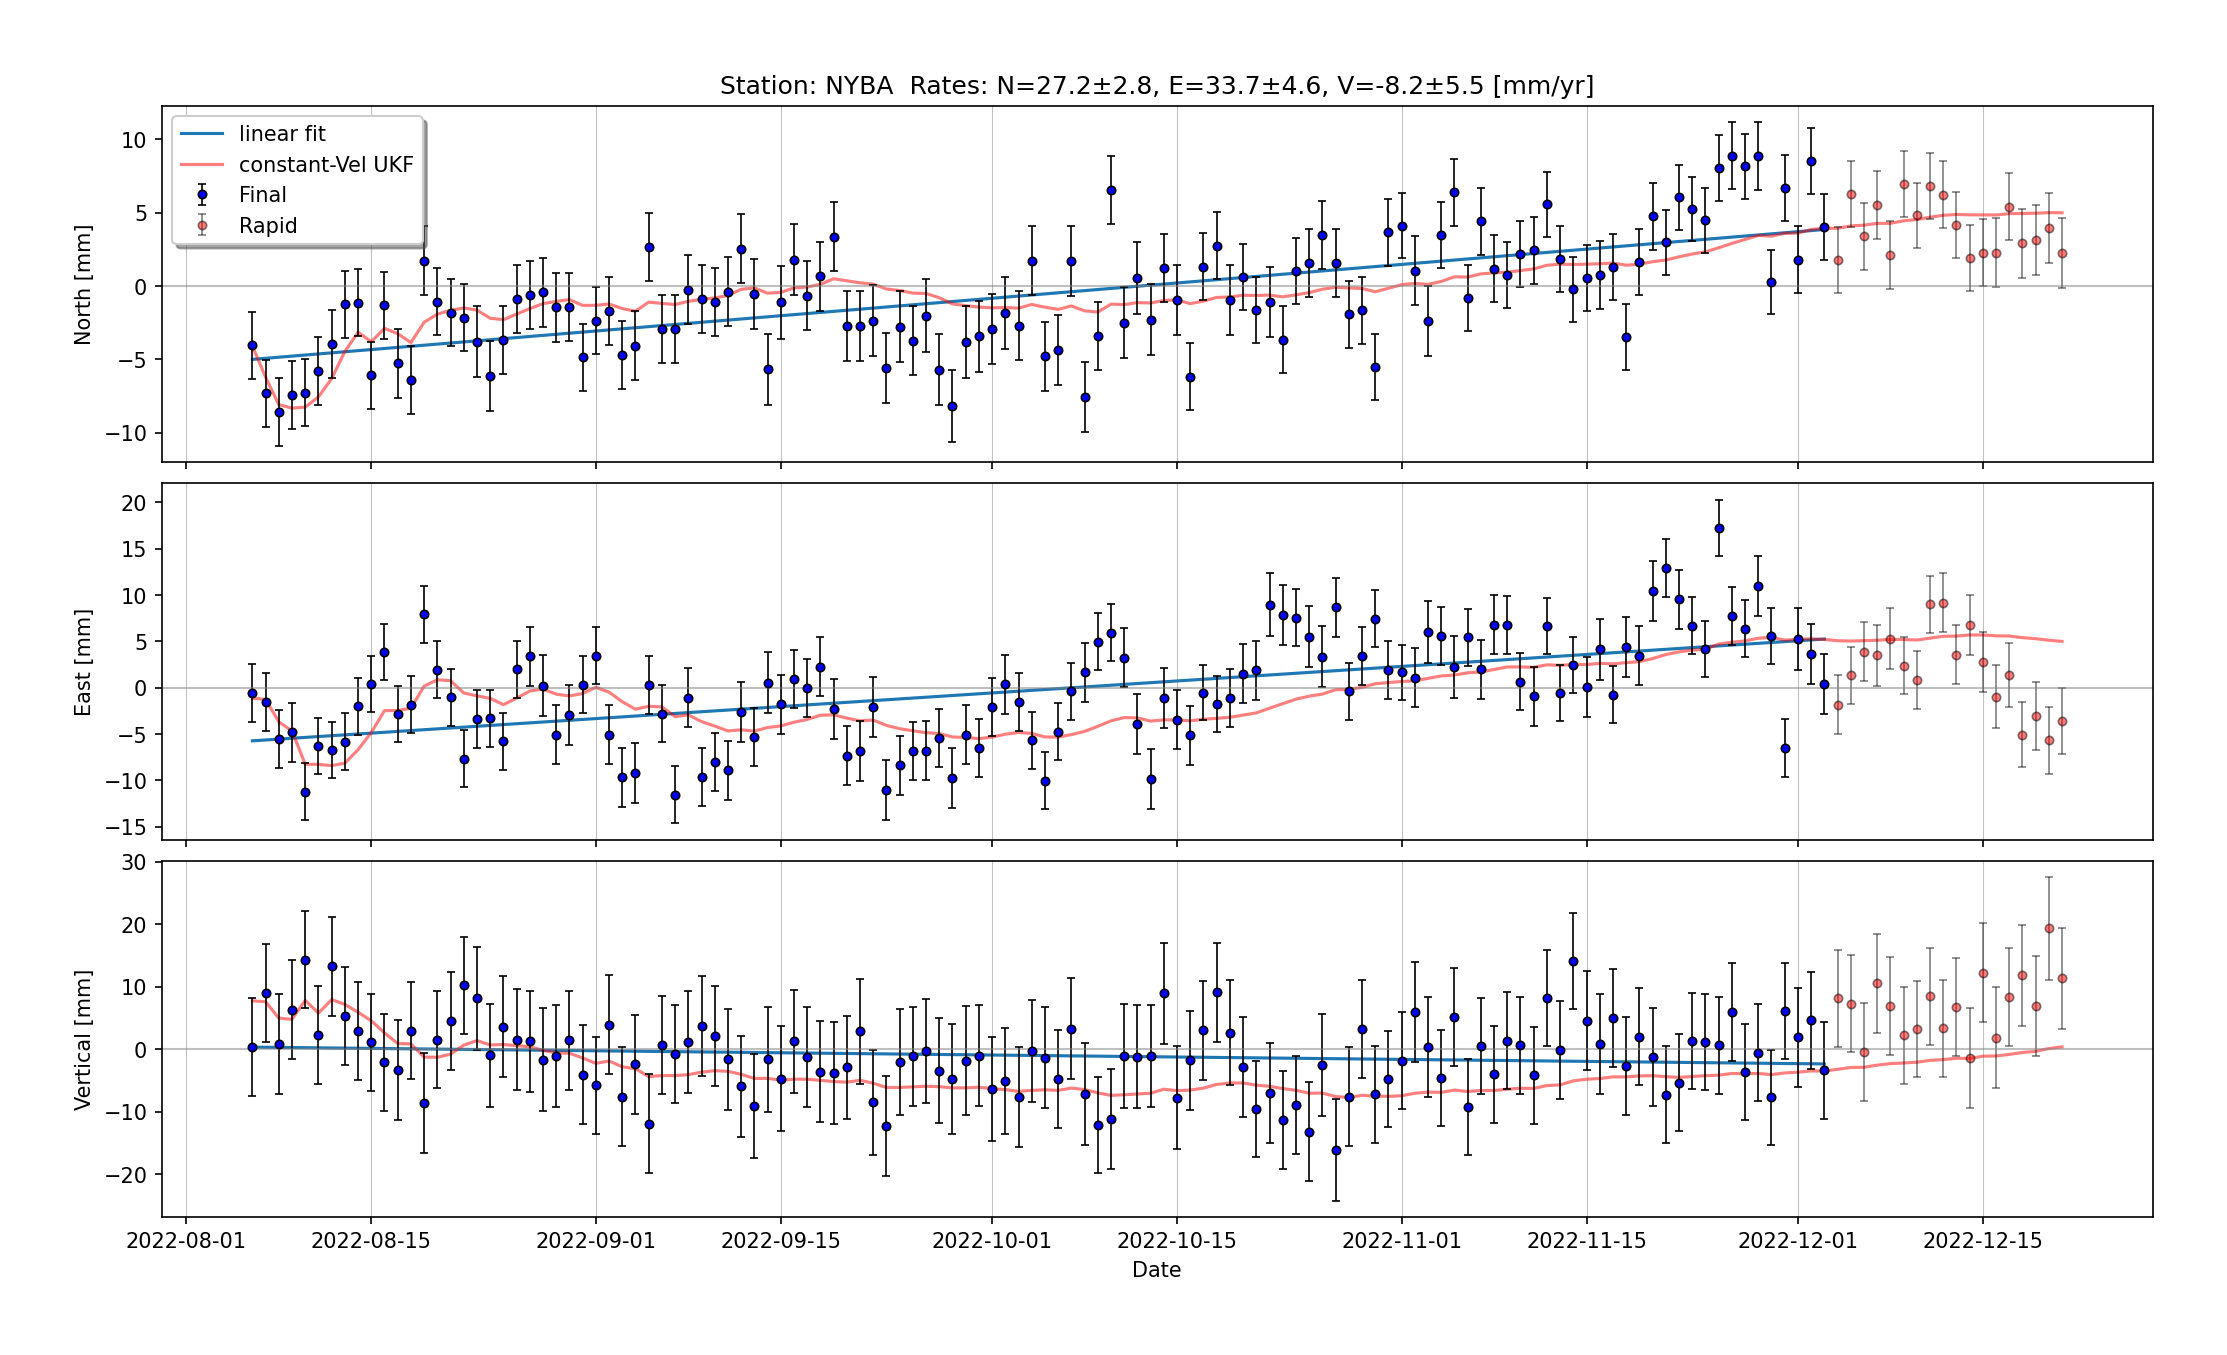 Station: NYBA  Rates: N=27.2±2.8, E=33.7±4.6, V=-8.2±5.5 [mm/yr]
linear fit
constant-Vel UKF
Final
Rapid
North [mm]
10
5
0
−5
−10
East [mm]
20
15
10
5
0
−5
−10
−15
Vertical [mm]
30
20
10
0
−10
−20
2022-08-01 2022-08-15 2022-09-01 2022-09-15 2022-10-01 2022-10-15 2022-11-01 2022-11-15 2022-12-01 2022-12-15
Date